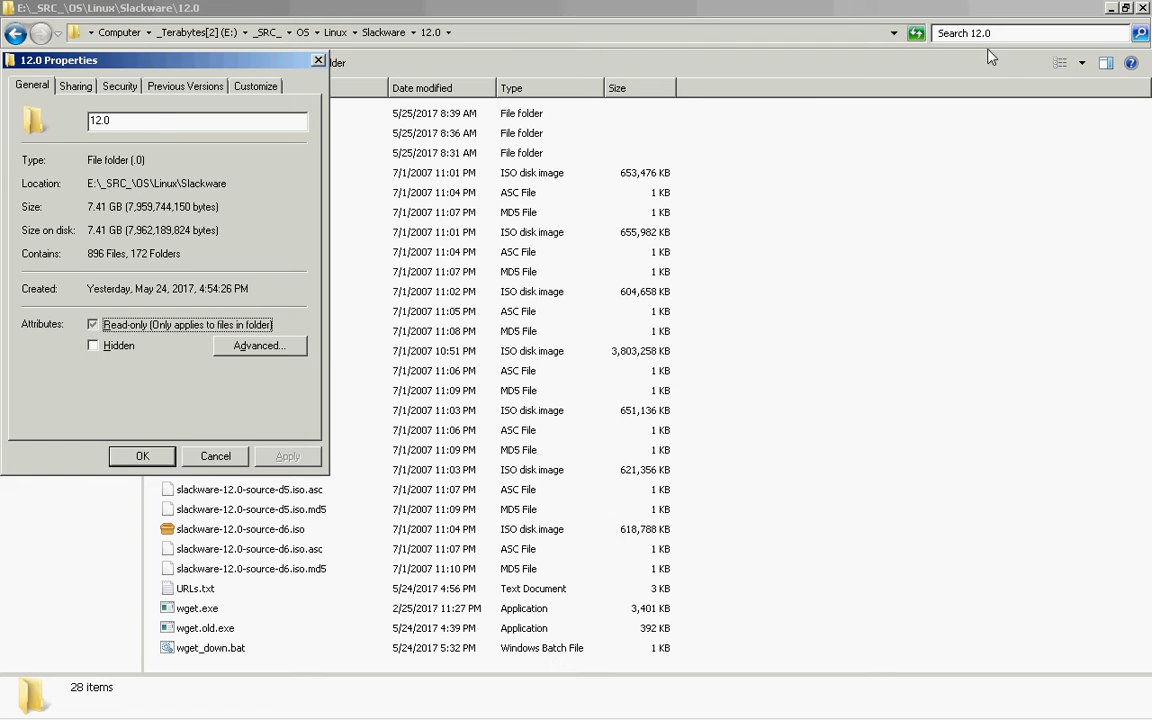 E:\_SRC_\OS\Linux\Slackware\12.0
Computer ▸ _Terabytes[2] (E:) ▸ _SRC_ ▸ OS ▸ Linux ▸ Slackware ▸ 12.0
Search 12.0
12.0 Properties
lder
General Sharing Security Previous Versions Customize
12.0
Type: File folder (.0)
Location: E:\_SRC_\OS\Linux\Slackware
Size: 7.41 GB (7,959,744,150 bytes)
Size on disk: 7.41 GB (7,962,189,824 bytes)
Contains: 896 Files, 172 Folders
Created: Yesterday, May 24, 2017, 4:54:26 PM
Attributes: Read-only (Only applies to files in folder)
Hidden Advanced...
OK Cancel Apply
Date modified Type Size
5/25/2017 8:39 AM File folder
5/25/2017 8:36 AM File folder
5/25/2017 8:31 AM File folder
7/1/2007 11:01 PM ISO disk image 653,476 KB
7/1/2007 11:04 PM ASC File 1 KB
7/1/2007 11:07 PM MD5 File 1 KB
7/1/2007 11:01 PM ISO disk image 655,982 KB
7/1/2007 11:04 PM ASC File 1 KB
7/1/2007 11:07 PM MD5 File 1 KB
7/1/2007 11:02 PM ISO disk image 604,658 KB
7/1/2007 11:05 PM ASC File 1 KB
7/1/2007 11:08 PM MD5 File 1 KB
7/1/2007 10:51 PM ISO disk image 3,803,258 KB
7/1/2007 11:06 PM ASC File 1 KB
7/1/2007 11:09 PM MD5 File 1 KB
7/1/2007 11:03 PM ISO disk image 651,136 KB
7/1/2007 11:06 PM ASC File 1 KB
7/1/2007 11:09 PM MD5 File 1 KB
7/1/2007 11:03 PM ISO disk image 621,356 KB
slackware-12.0-source-d5.iso.asc 7/1/2007 11:07 PM ASC File 1 KB
slackware-12.0-source-d5.iso.md5 7/1/2007 11:09 PM MD5 File 1 KB
slackware-12.0-source-d6.iso 7/1/2007 11:04 PM ISO disk image 618,788 KB
slackware-12.0-source-d6.iso.asc 7/1/2007 11:07 PM ASC File 1 KB
slackware-12.0-source-d6.iso.md5 7/1/2007 11:10 PM MD5 File 1 KB
URLs.txt 5/24/2017 4:56 PM Text Document 3 KB
wget.exe 2/25/2017 11:27 PM Application 3,401 KB
wget.old.exe 5/24/2017 4:39 PM Application 392 KB
wget_down.bat 5/24/2017 5:32 PM Windows Batch File 1 KB
28 items